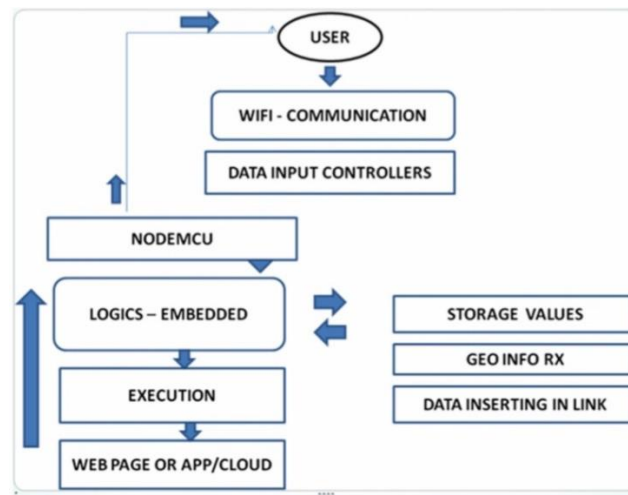 USER
WIFI - COMMUNICATION
DATA INPUT CONTROLLERS
NODEMCU
LOGICS – EMBEDDED
STORAGE VALUES
GEO INFO RX
EXECUTION
DATA INSERTING IN LINK
WEB PAGE OR APP/CLOUD